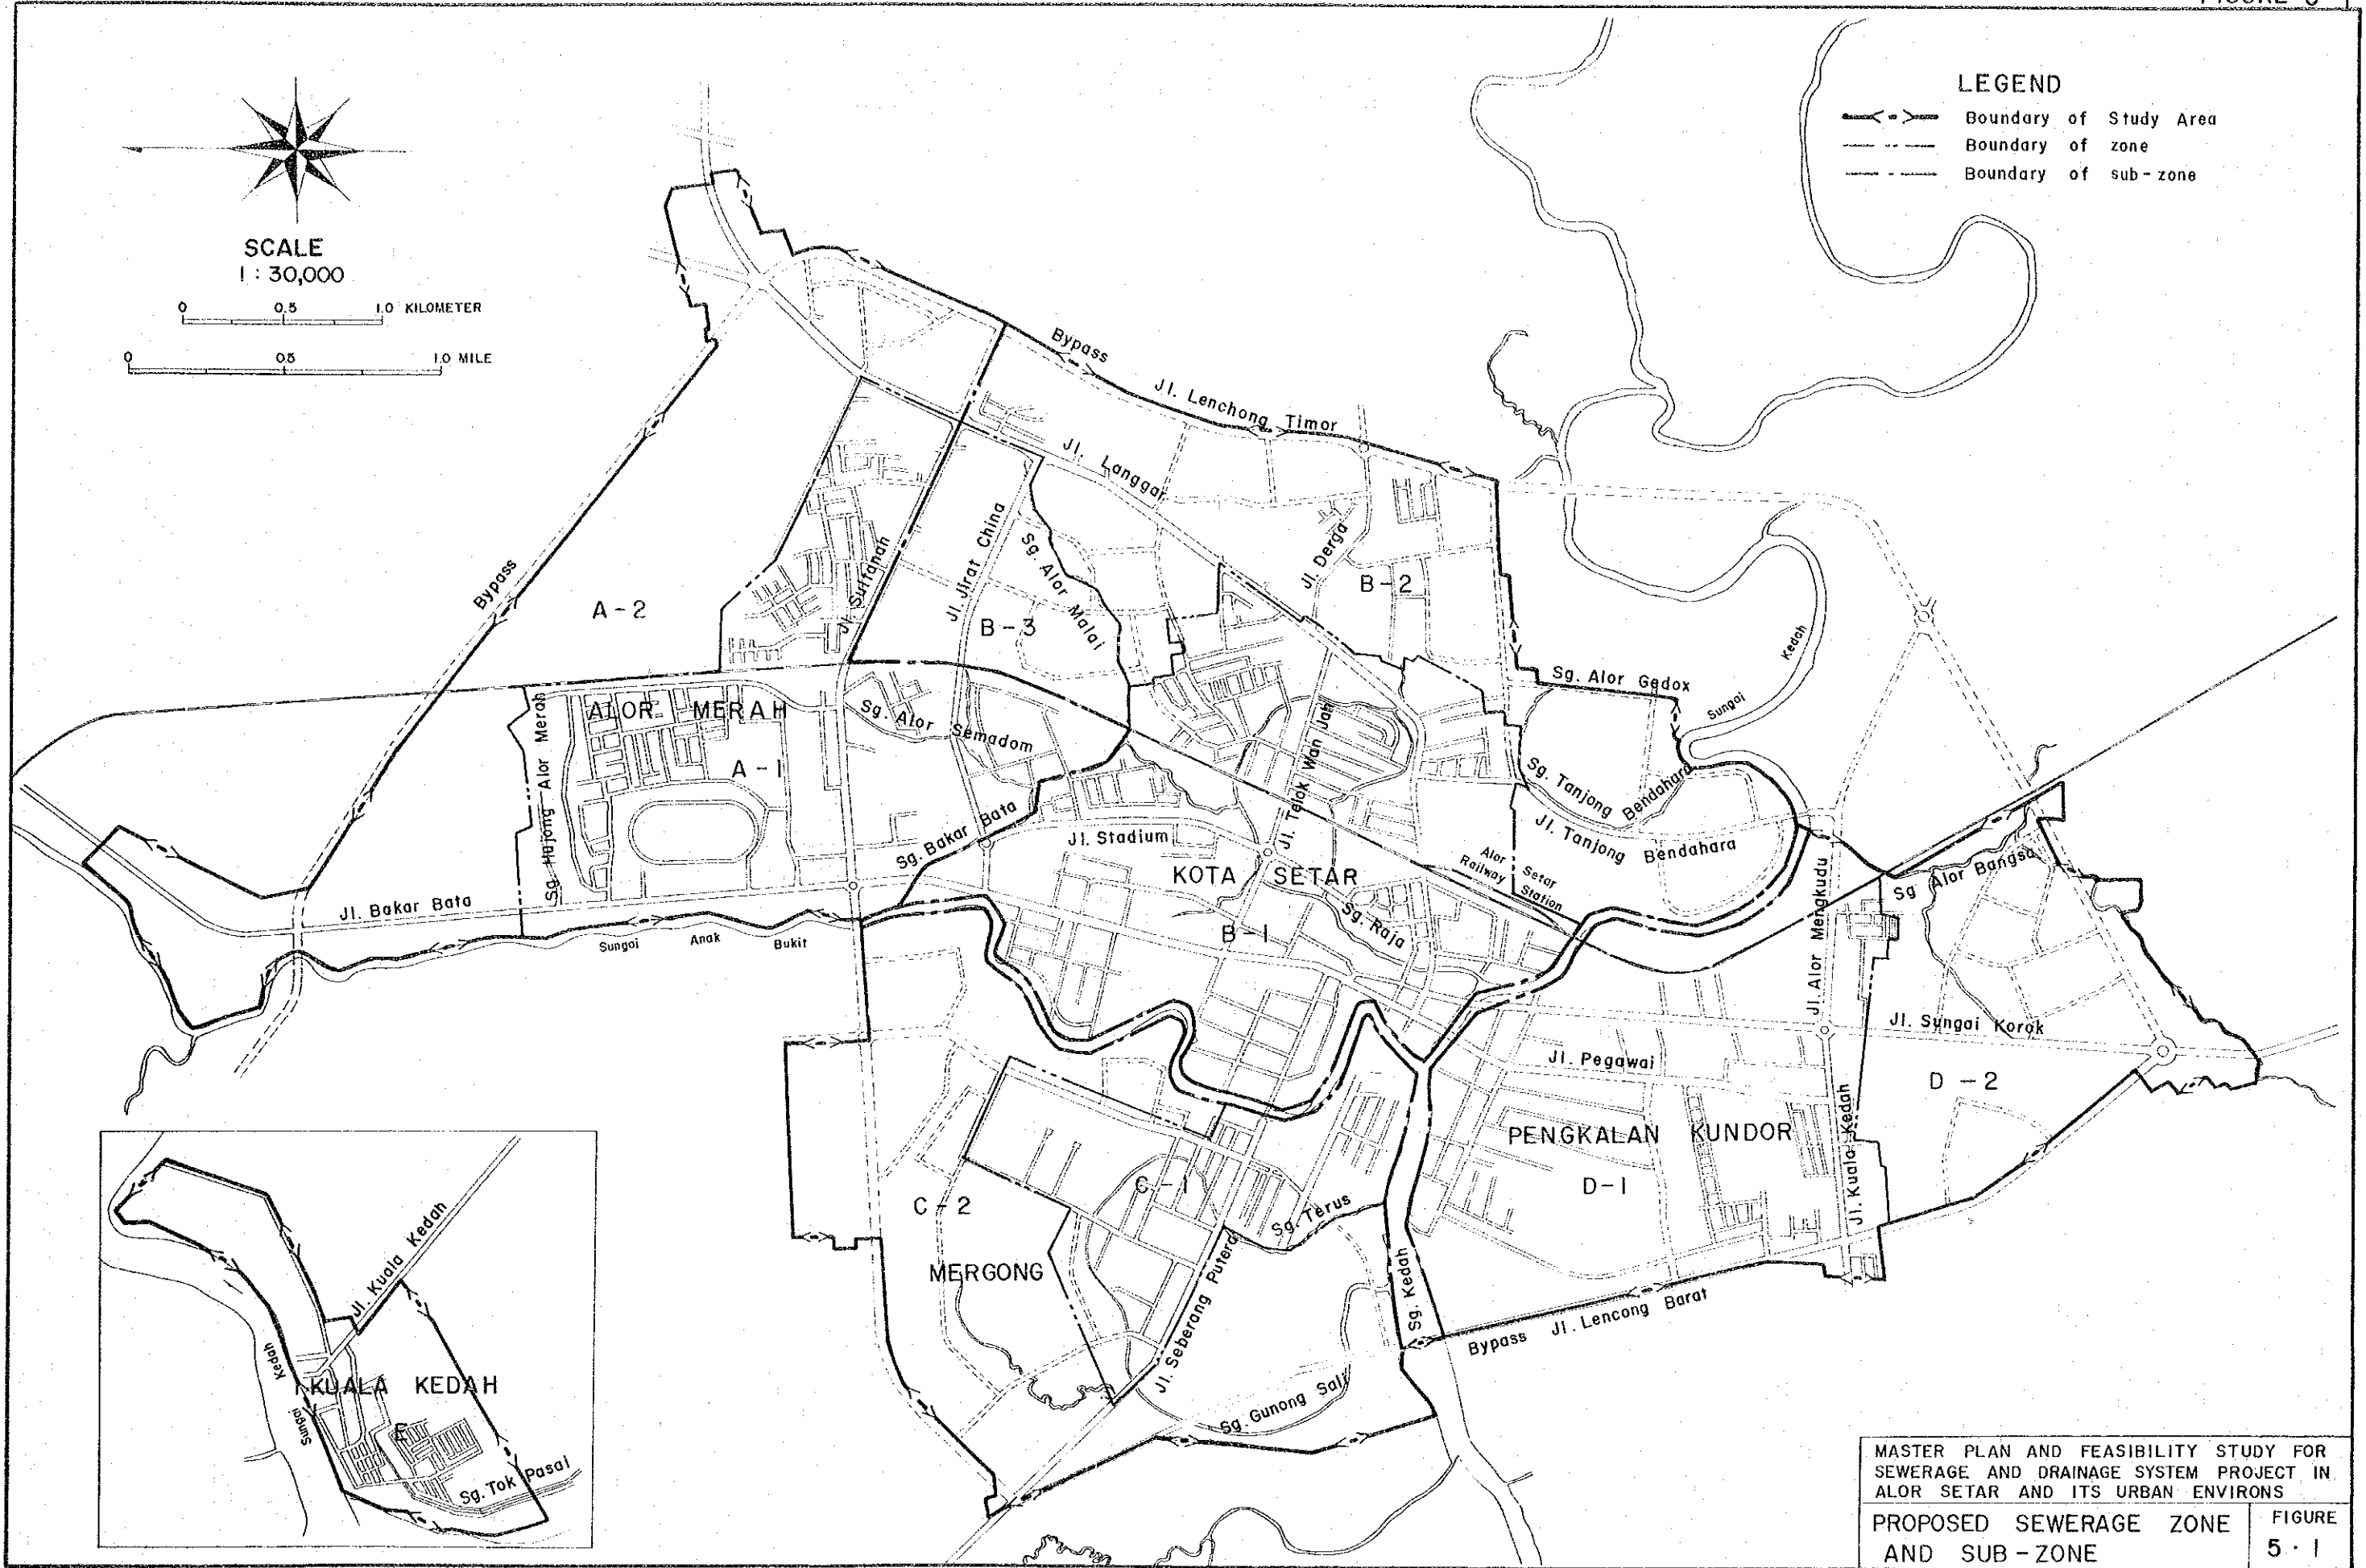 LEGEND
Boundary of Study Area
Boundary of zone
Boundary of sub-zone
SCALE
1 : 30,000
0 0.5 1.0 KILOMETER
0 0.5 1.0 MILE
Bypass
Jl. Lenchong Timor
Jl. Langgar
Bypass
Jl. Sultanah
Jl. Jirat China
Sg. Alor Malai
Jl. Derga
B-2
A-2
B-3
Kedah
Sungai
Sg. Alor Gedox
ALOR MERAH
Sg. Hujong Alor Merah
Sg. Alor Semadom
A-1
Jl. Telok Wan Jah
Sg. Tanjong Bendahara
Jl. Tanjong Bendahara
Sg. Bakar Bata
Jl. Stadium
KOTA SETAR
Alor Setar
Railway Station
Sg Alor Bangsa
Jl. Bakar Bata
Sungai Anak Bukit
B-1
Sg. Raja
Jl. Alor Mengkudu
Jl. Sungai Korok
Jl. Pegawai
D-2
PENGKALAN KUNDOR
D-1
Jl. Kuala Kedah
C-1
C-2
Sg. Terus
MERGONG
Jl. Seberang Putera
Sg. Kedah
Bypass Jl. Lencong Barat
Sg. Gunong Sali
Jl. Kuala Kedah
Kedah
Sungai
KUALA KEDAH
E
Sg. Tok Pasai
MASTER PLAN AND FEASIBILITY STUDY FOR
SEWERAGE AND DRAINAGE SYSTEM PROJECT IN
ALOR SETAR AND ITS URBAN ENVIRONS
PROPOSED SEWERAGE ZONE
AND SUB-ZONE
FIGURE
5·1